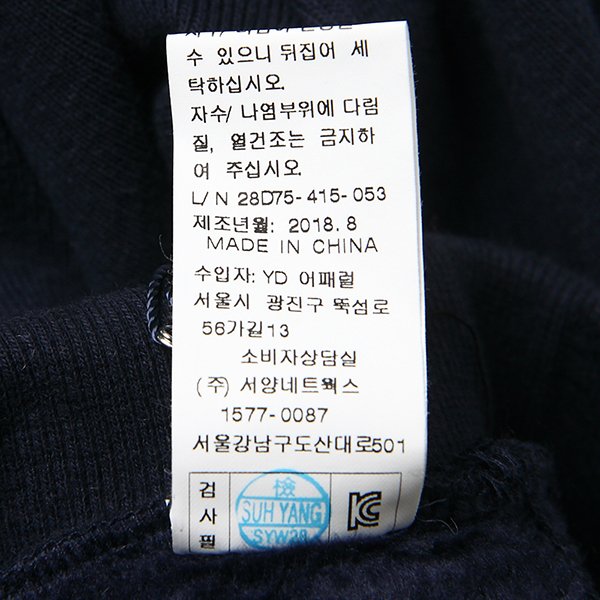 수 있으니 뒤집어 세
탁하십시오.
자수/ 나염부위에 다림
질, 열건조는 금지하
여 주십시오.
L/N 28D75-415-053
제조년월: 2018.8
MADE IN CHINA
수입자: YD 어패럴
서울시 광진구 뚝섬로
56가길13
소비자상담실
(주) 서양네트웍스
1577-0087
서울강남구도산대로501
검사필
檢
SUH YANG
SYW28
KC